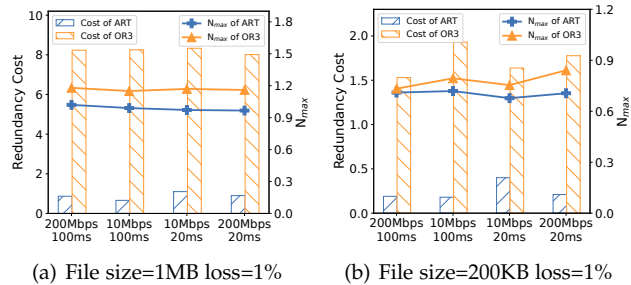 Cost of ART
Cost of OR3
N_max of ART
N_max of OR3
Redundancy Cost
10
8
6
4
2
0
1.8
1.5
1.2
0.9
0.6
0.3
0.0
N_max
200Mbps 10Mbps 10Mbps 200Mbps
100ms 100ms 20ms 20ms
(a) File size=1MB loss=1%
Cost of ART
Cost of OR3
N_max of ART
N_max of OR3
Redundancy Cost
2.0
1.5
1.0
0.5
0.0
1.2
0.9
0.6
0.3
0.0
N_max
200Mbps 10Mbps 10Mbps 200Mbps
100ms 100ms 20ms 20ms
(b) File size=200KB loss=1%